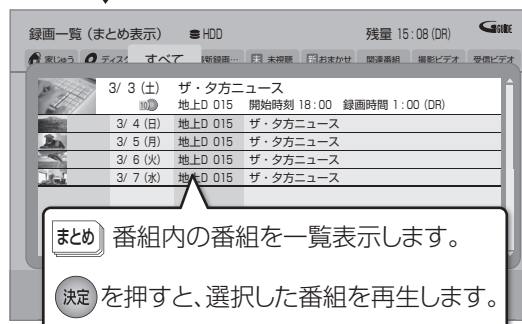 録画一覧 (まとめ表示) HDD 残量 15:08 (DR) GGUIDE
家じゅう ディスク すべて 新録画… 未視聴 おまかせ 関連番組 撮影ビデオ 受信ビデオ
3/ 3 (土) ザ・夕方ニュース
10 地上D 015 開始時刻 18:00 録画時間 1:00 (DR)
3/ 4 (日) 地上D 015 ザ・夕方ニュース
3/ 5 (月) 地上D 015 ザ・夕方ニュース
3/ 6 (火) 地上D 015 ザ・夕方ニュース
3/ 7 (水) 地上D 015 ザ・夕方ニュース
まとめ 番組内の番組を一覧表示します。
決定 を押すと、選択した番組を再生します。